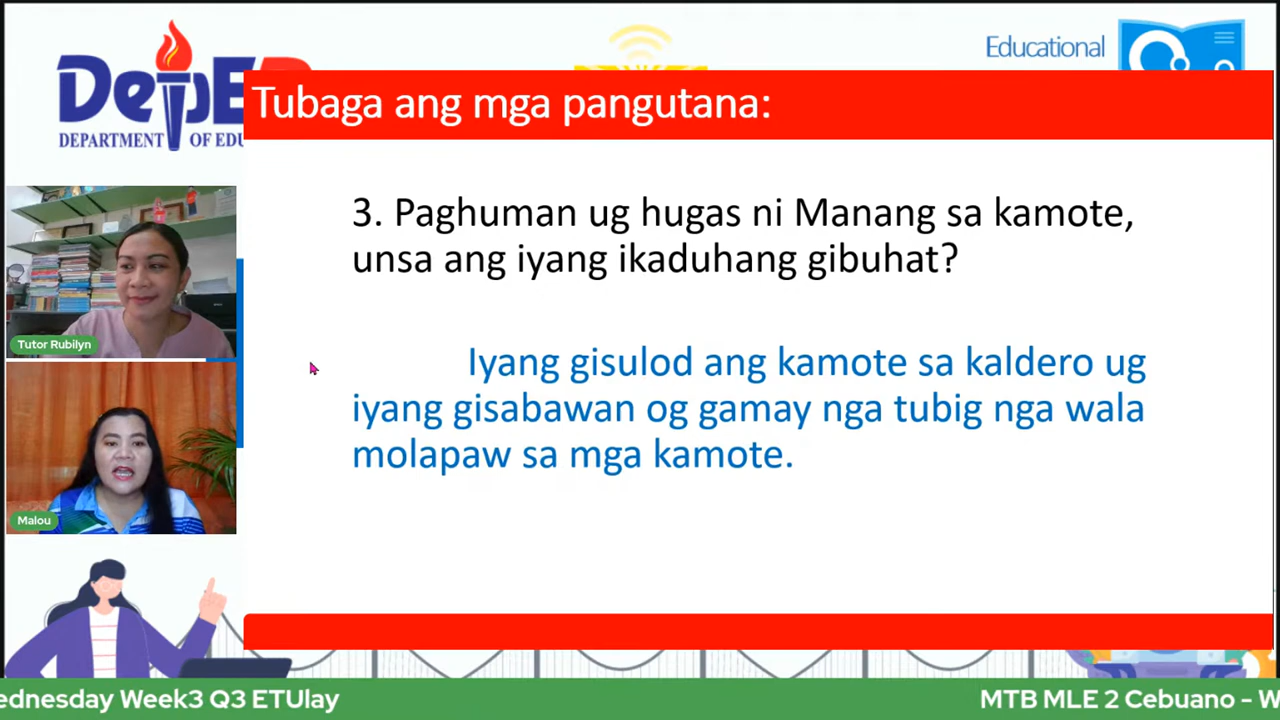 DepE
DEPARTMENT OF EDU
Educational
Tubaga ang mga pangutana:
3. Paghuman ug hugas ni Manang sa kamote,
unsa ang iyang ikaduhang gibuhat?
Iyang gisulod ang kamote sa kaldero ug
iyang gisabawan og gamay nga tubig nga wala
molapaw sa mga kamote.
Tutor Rubilyn
Malou
ednesday Week3 Q3 ETUlay
MTB MLE 2 Cebuano - W